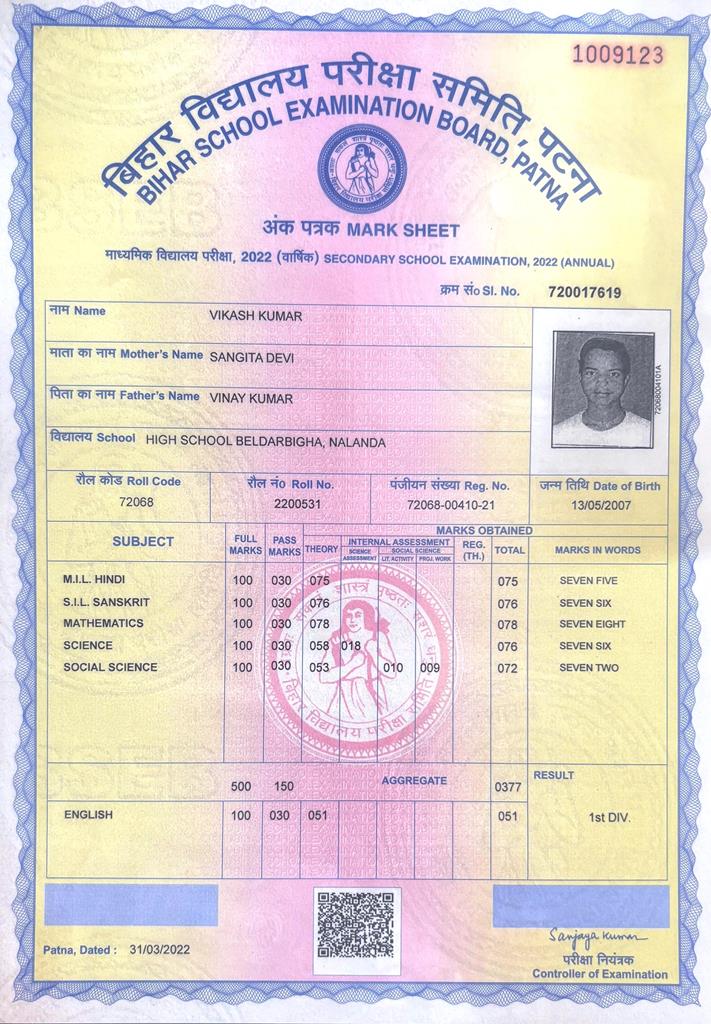 1009123
बिहार विद्यालय परीक्षा समिति, पटना
BIHAR SCHOOL EXAMINATION BOARD, PATNA
अंक पत्रक MARK SHEET
माध्यमिक विद्यालय परीक्षा, 2022 (वार्षिक) SECONDARY SCHOOL EXAMINATION, 2022 (ANNUAL)
क्रम सं० Sl. No. 720017619
नाम Name VIKASH KUMAR
माता का नाम Mother's Name SANGITA DEVI
पिता का नाम Father's Name VINAY KUMAR
विद्यालय School HIGH SCHOOL BELDARBIGHA, NALANDA
72068004101A
रौल कोड Roll Code रौल नं० Roll No. पंजीयन संख्या Reg. No. जन्म तिथि Date of Birth
72068 2200531 72068-00410-21 13/05/2007
SUBJECT FULL MARKS PASS MARKS MARKS OBTAINED
THEORY INTERNAL ASSESSMENT REG. (TH.) TOTAL MARKS IN WORDS
SCIENCE ASSESSMENT SOCIAL SCIENCE
LIT. ACTIVITY PROJ. WORK
M.I.L. HINDI 100 030 075 075 SEVEN FIVE
S.I.L. SANSKRIT 100 030 076 076 SEVEN SIX
MATHEMATICS 100 030 078 078 SEVEN EIGHT
SCIENCE 100 030 058 018 076 SEVEN SIX
SOCIAL SCIENCE 100 030 053 010 009 072 SEVEN TWO
बिहार विद्यालय परीक्षा समिति
500 150 AGGREGATE 0377 RESULT
ENGLISH 100 030 051 051 1st DIV.
Sanjaya Kumar
Patna, Dated : 31/03/2022
परीक्षा नियंत्रक
Controller of Examination